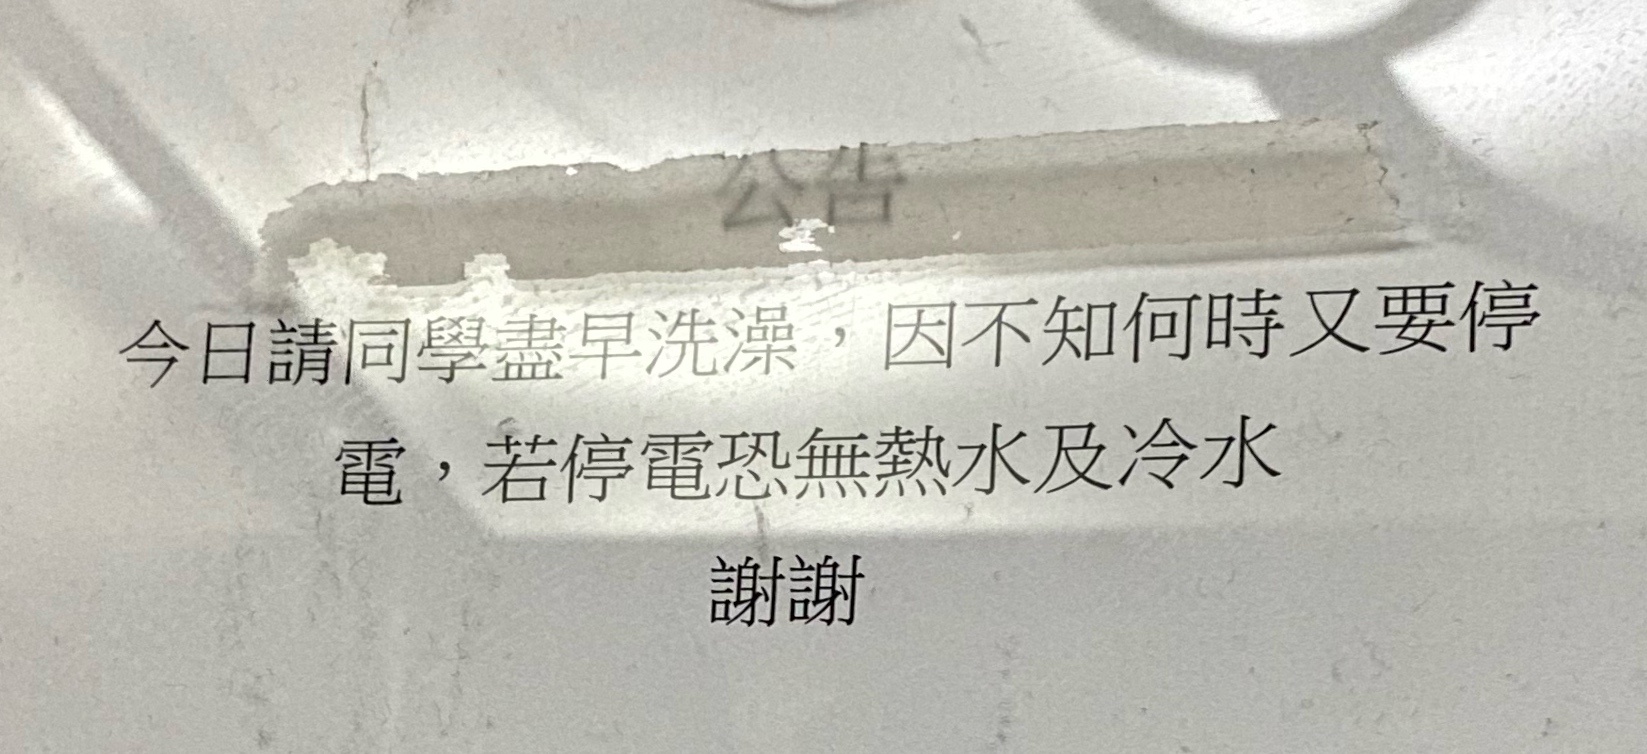 公告
今日請同學盡早洗澡，因不知何時又要停
電，若停電恐無熱水及冷水
謝謝